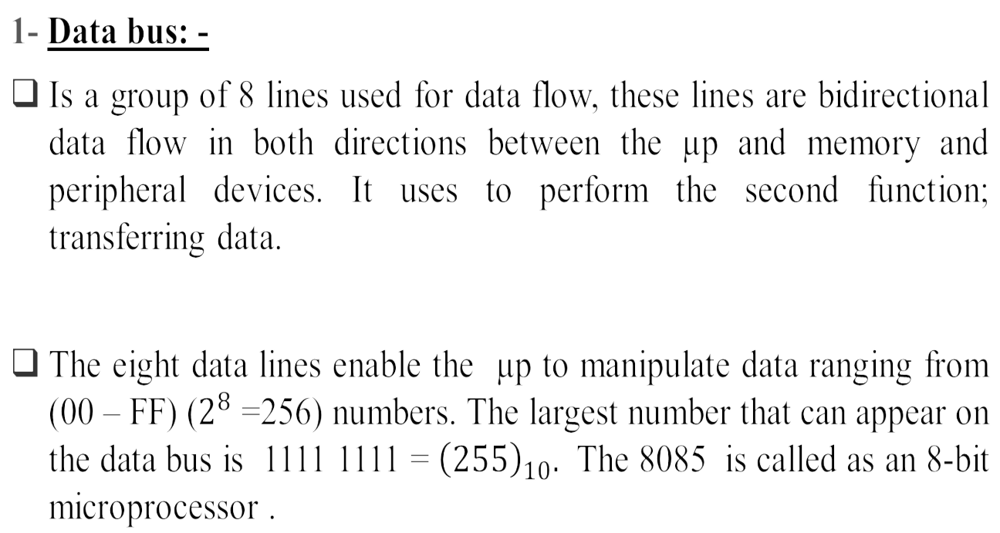 1- Data bus: -
❑ Is a group of 8 lines used for data flow, these lines are bidirectional
data flow in both directions between the µp and memory and
peripheral devices. It uses to perform the second function;
transferring data.
❑ The eight data lines enable the µp to manipulate data ranging from
(00 – FF) (2⁸ =256) numbers. The largest number that can appear on
the data bus is 1111 1111 = (255)₁₀. The 8085 is called as an 8-bit
microprocessor .